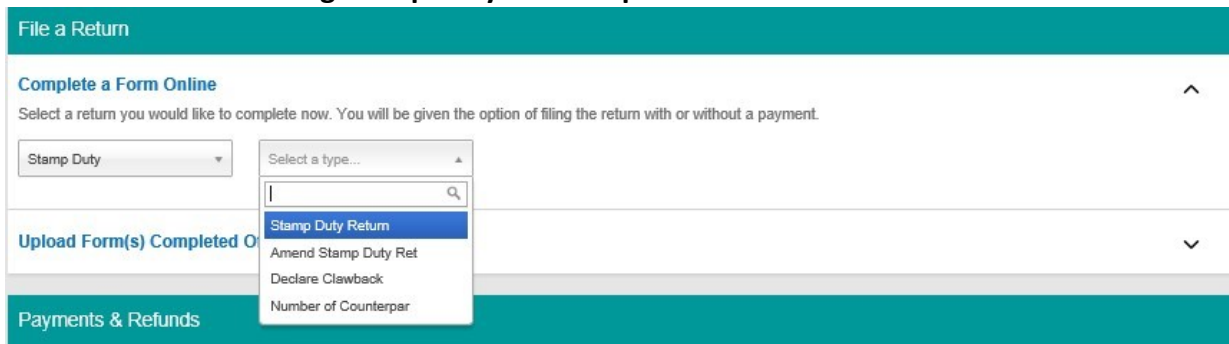 File a Return
Complete a Form Online
Select a return you would like to complete now. You will be given the option of filing the return with or without a payment.
Stamp Duty
Select a type...
Stamp Duty Return
Upload Form(s) Completed
Amend Stamp Duty Ret
Declare Clawback
Number of Counterpar
Payments & Refunds